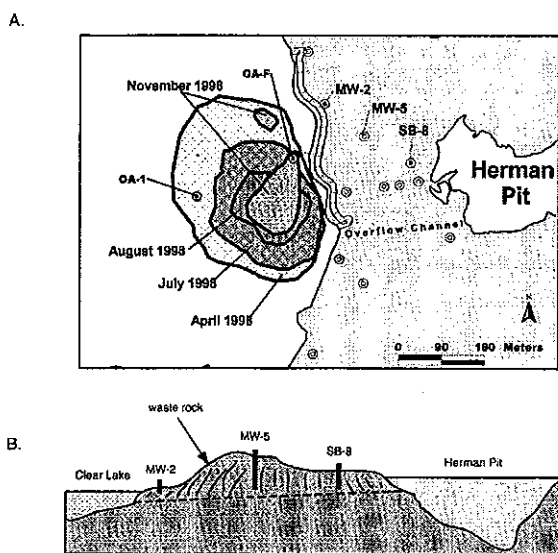 A.
November 1998
OA-F
MW-2
MW-5
SB-8
Herman
Pit
OA-1
Overflow Channel
August 1998
July 1998
April 1998
0 90 180 Meters
B.
waste rock
MW-5
SB-8
Clear Lake
MW-2
Herman Pit